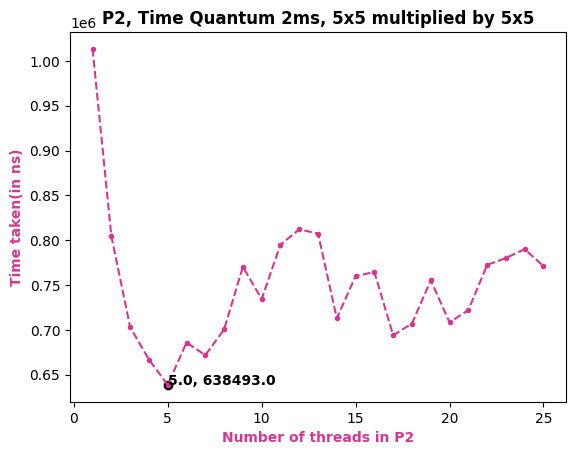 P2, Time Quantum 2ms, 5x5 multiplied by 5x5
1e6
1.00
0.95
0.90
0.85
0.80
0.75
0.70
0.65
Time taken(in ns)
5.0, 638493.0
0 5 10 15 20 25
Number of threads in P2